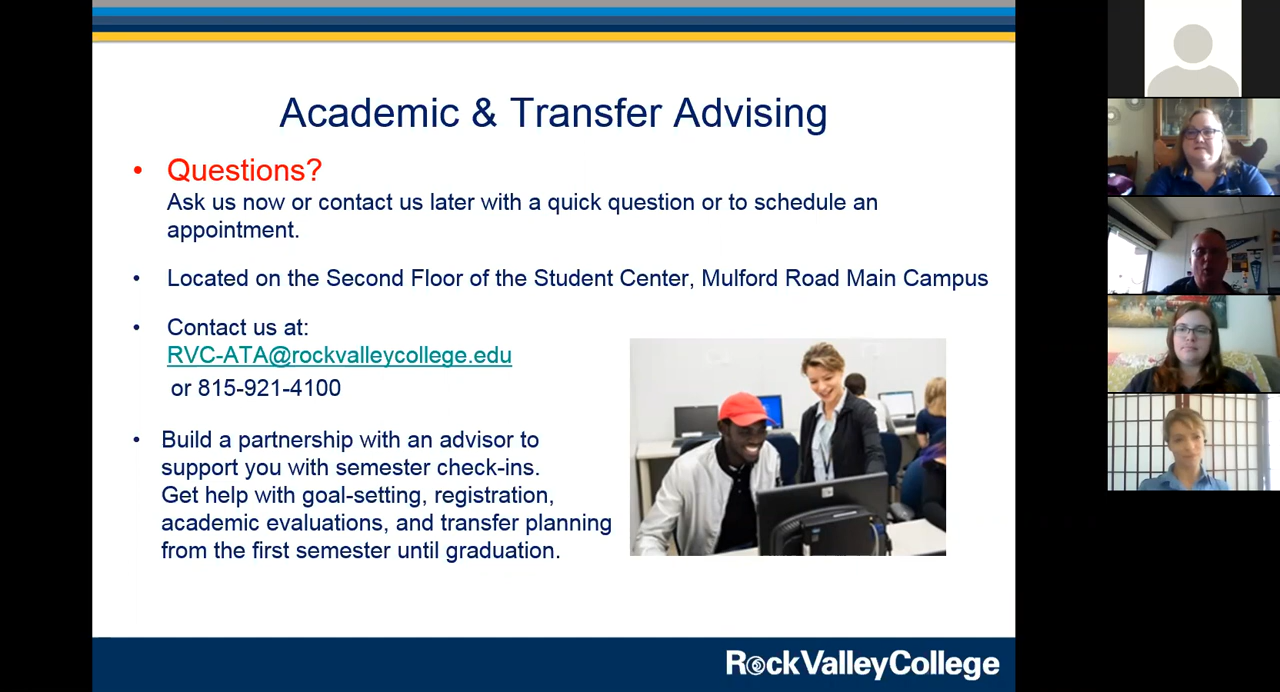 Academic & Transfer Advising
• Questions?
Ask us now or contact us later with a quick question or to schedule an
appointment.
• Located on the Second Floor of the Student Center, Mulford Road Main Campus
• Contact us at:
RVC-ATA@rockvalleycollege.edu
or 815-921-4100
• Build a partnership with an advisor to
support you with semester check-ins.
Get help with goal-setting, registration,
academic evaluations, and transfer planning
from the first semester until graduation.
RockValleyCollege